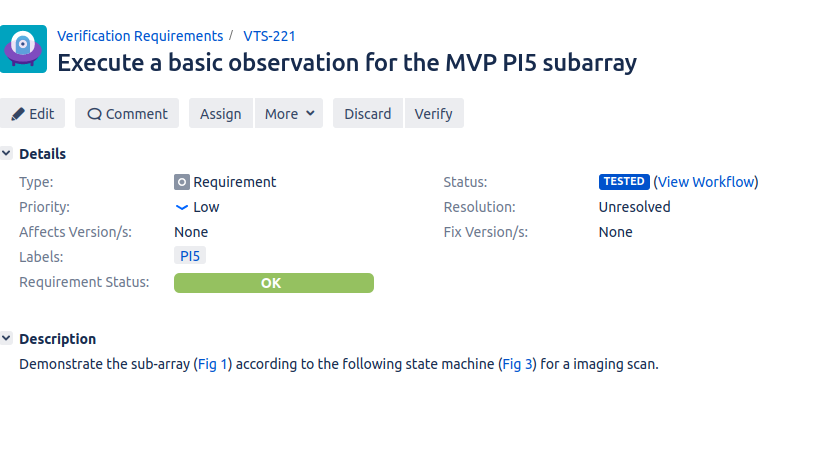 Verification Requirements / VTS-221
Execute a basic observation for the MVP PI5 subarray
Edit Comment Assign More Discard Verify
Details
Type: Requirement Status: TESTED (View Workflow)
Priority: Low Resolution: Unresolved
Affects Version/s: None Fix Version/s: None
Labels: PI5
Requirement Status: OK
Description
Demonstrate the sub-array (Fig 1) according to the following state machine (Fig 3) for a imaging scan.